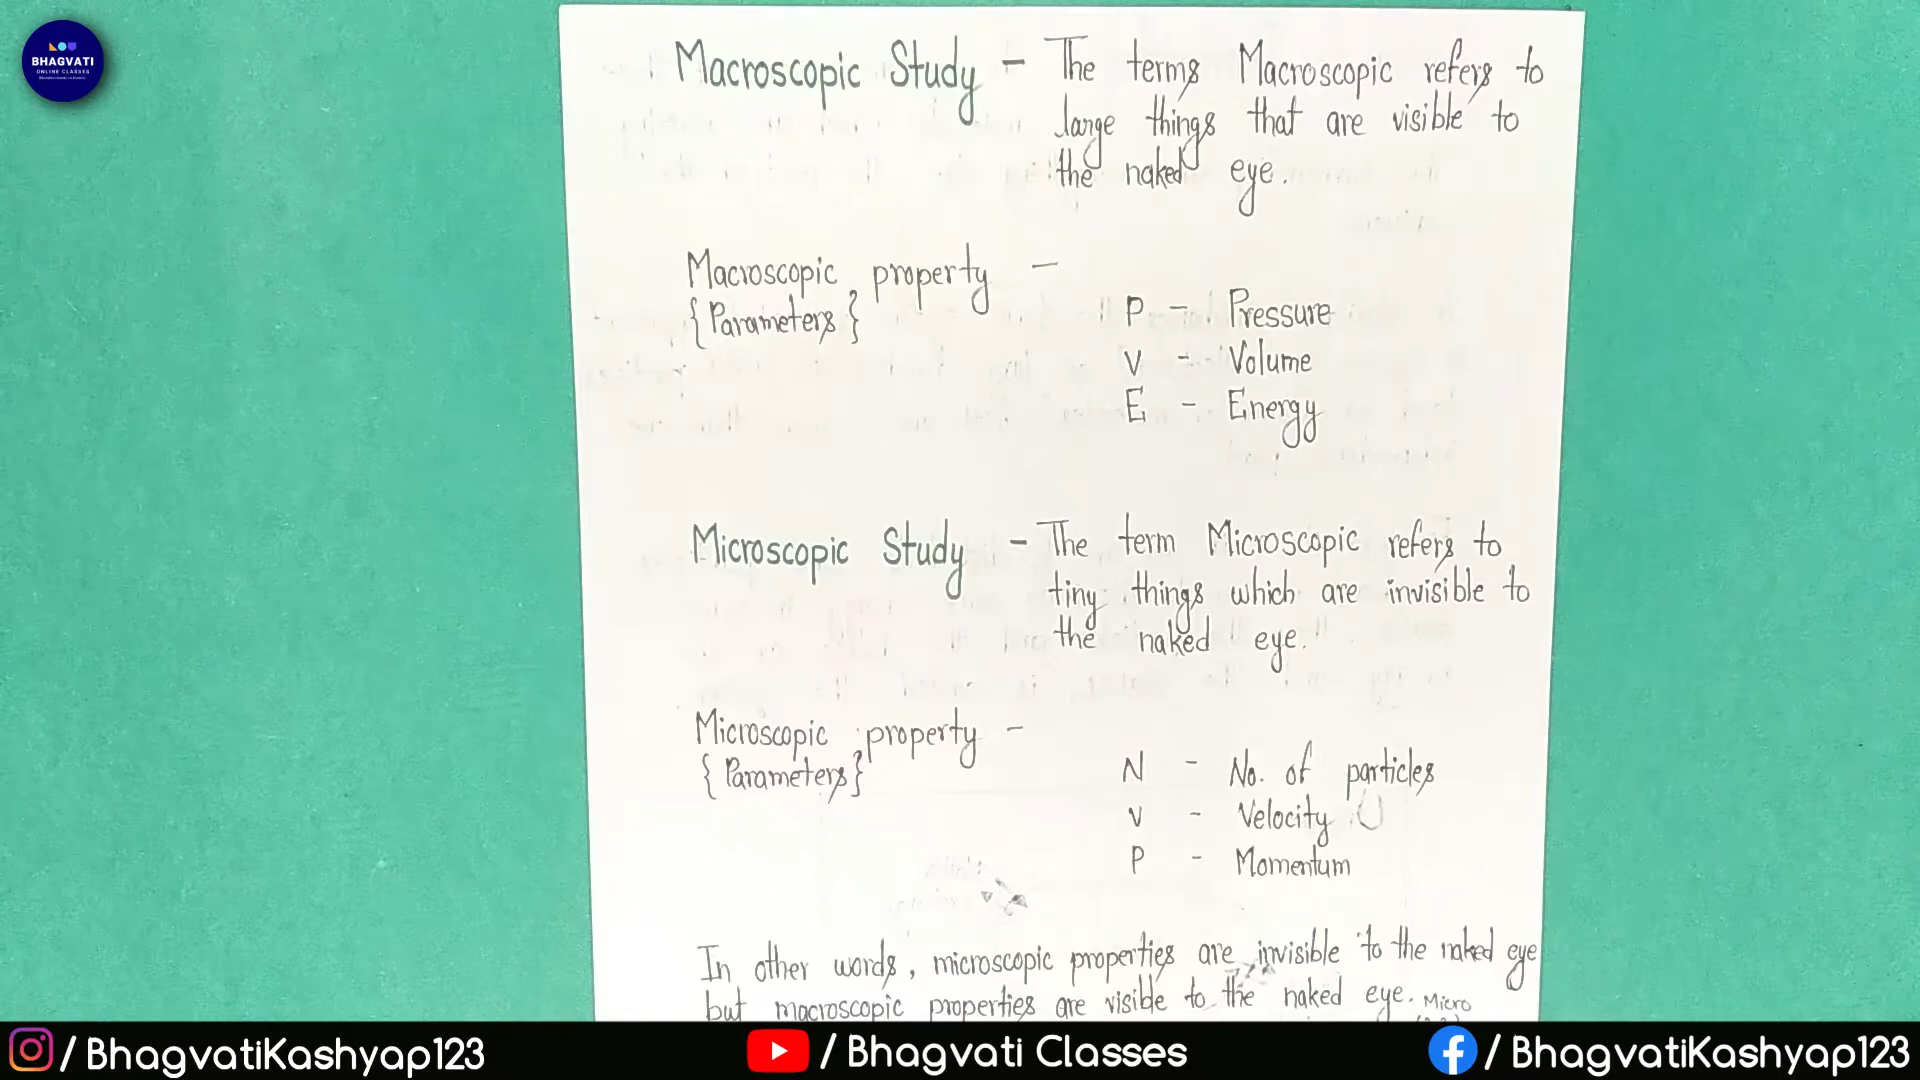 BHAGVATI
ONLINE CLASSES
Macroscopic Study - The terms Macroscopic refers to
large things that are visible to
the naked eye.
Macroscopic property -
{Parameters}
P - Pressure
V - Volume
E - Energy
Microscopic Study - The term Microscopic refers to
tiny things which are invisible to
the naked eye.
Microscopic property -
{Parameters}
N - No. of particles
v - Velocity
P - Momentum
In other words, microscopic properties are invisible to the naked eye
but macroscopic properties are visible to the naked eye. Micro
/ BhagvatiKashyap123
/ Bhagvati Classes
/ BhagvatiKashyap123